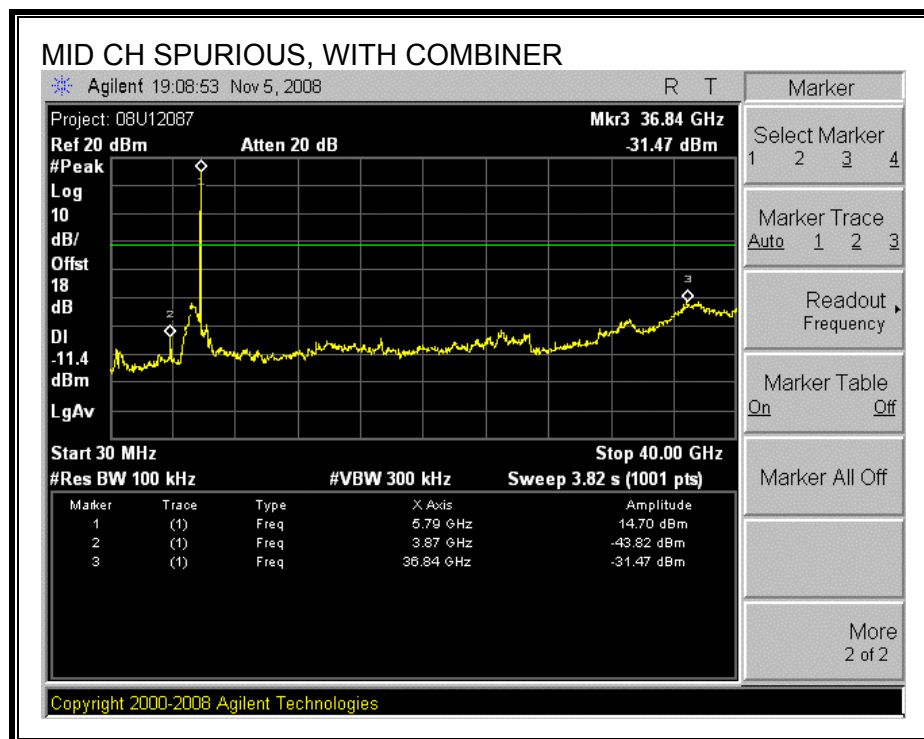 MID CH SPURIOUS, WITH COMBINER
Agilent 19:08:53 Nov 5, 2008 R T
Project: 08U12087 Mkr3 36.84 GHz
Ref 20 dBm Atten 20 dB -31.47 dBm
#Peak
Log
10
dB/
Offst
18
dB
DI
-11.4
dBm
LgAv
1
2
3
Start 30 MHz Stop 40.00 GHz
#Res BW 100 kHz #VBW 300 kHz Sweep 3.82 s (1001 pts)
Marker Trace Type X Axis Amplitude
1 (1) Freq 5.79 GHz 14.70 dBm
2 (1) Freq 3.87 GHz -43.82 dBm
3 (1) Freq 36.84 GHz -31.47 dBm
Marker
Select Marker
1 2 3 4
Marker Trace
Auto 1 2 3
Readout
Frequency
Marker Table
On Off
Marker All Off
More
2 of 2
Copyright 2000-2008 Agilent Technologies